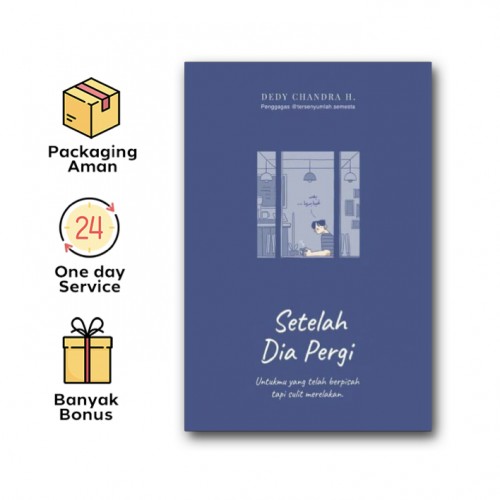 Packaging
Aman
24
One day
Service
Banyak
Bonus
DEDY CHANDRA H.
Penggagas @tersenyumlah.semesta
Setelah
Dia Pergi
Untukmu yang telah berpisah
tapi sulit merelakan.